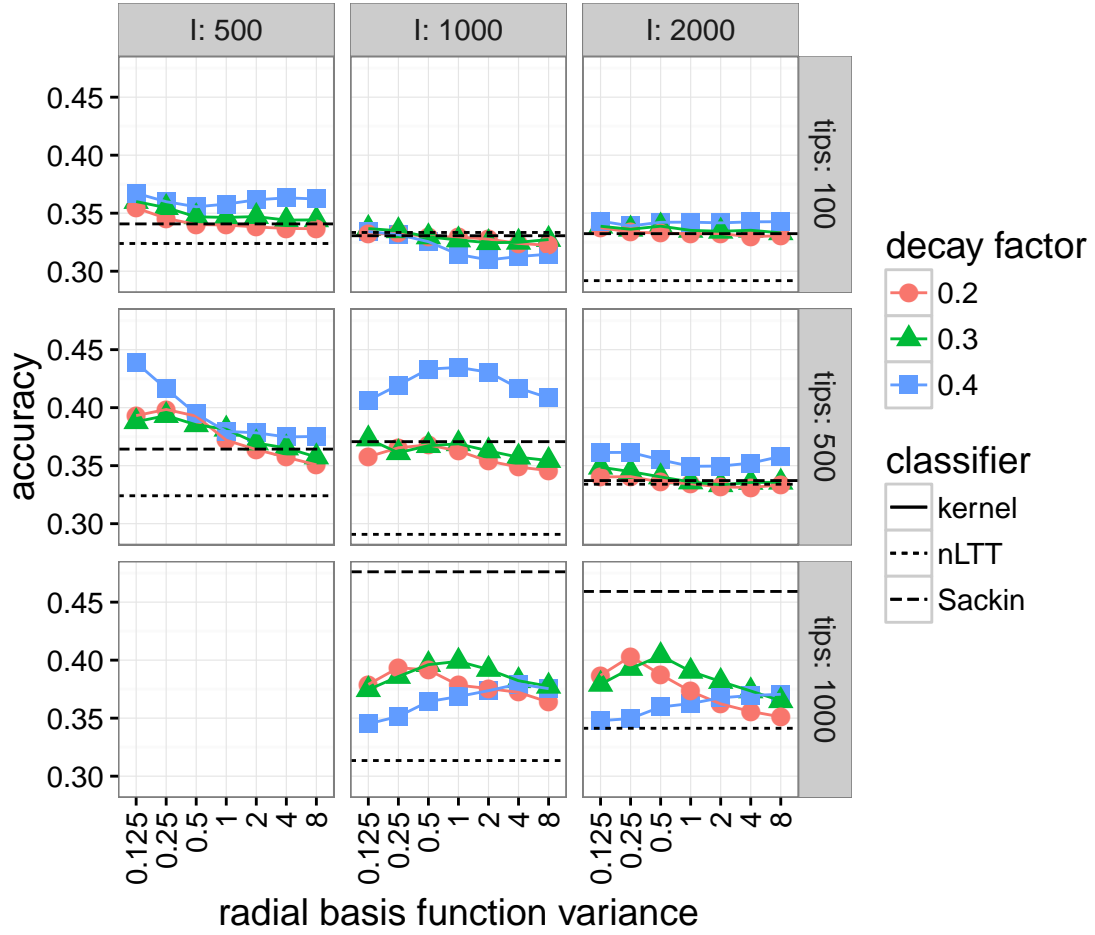 I: 500
I: 1000
I: 2000
0.45
0.40
0.35
0.30
tips: 100
0.45
0.40
0.35
0.30
tips: 500
0.45
0.40
0.35
0.30
tips: 1000
accuracy
0.125
0.25
0.5
1
2
4
8
0.125
0.25
0.5
1
2
4
8
0.125
0.25
0.5
1
2
4
8
radial basis function variance
decay factor
0.2
0.3
0.4
classifier
kernel
nLTT
Sackin